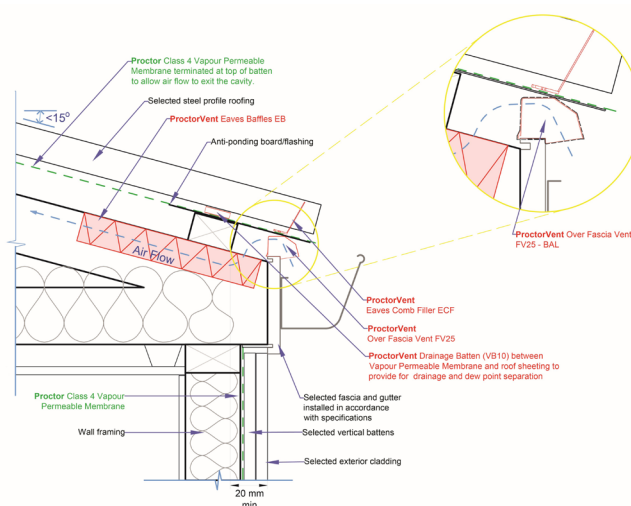 Proctor Class 4 Vapour Permeable
Membrane terminated at top of batten
to allow air flow to exit the cavity.
Selected steel profile roofing
<15°
ProctorVent Eaves Baffles EB
Anti-ponding board/flashing
Air Flow
ProctorVent Over Fascia Vent
FV25 - BAL
ProctorVent
Eaves Comb Filler ECF
ProctorVent
Over Fascia Vent FV25
ProctorVent Drainage Batten (VB10) between
Vapour Permeable Membrane and roof sheeting to
provide for drainage and dew point separation
Proctor Class 4 Vapour
Permeable Membrane
Selected fascia and gutter
installed in accordance
with specifications
Wall framing
Selected vertical battens
Selected exterior cladding
20 mm
min